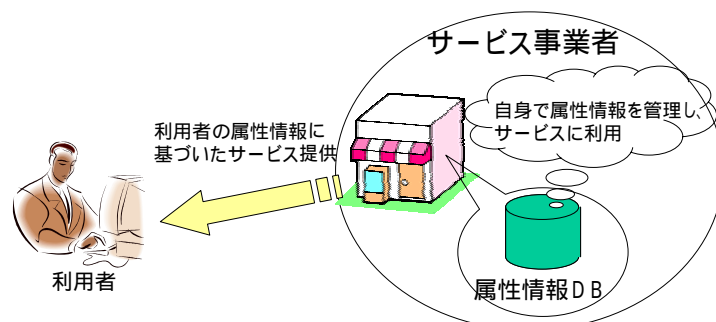 サービス事業者
自身で属性情報を管理し、
サービスに利用
利用者の属性情報に
基づいたサービス提供
利用者
属性情報DB